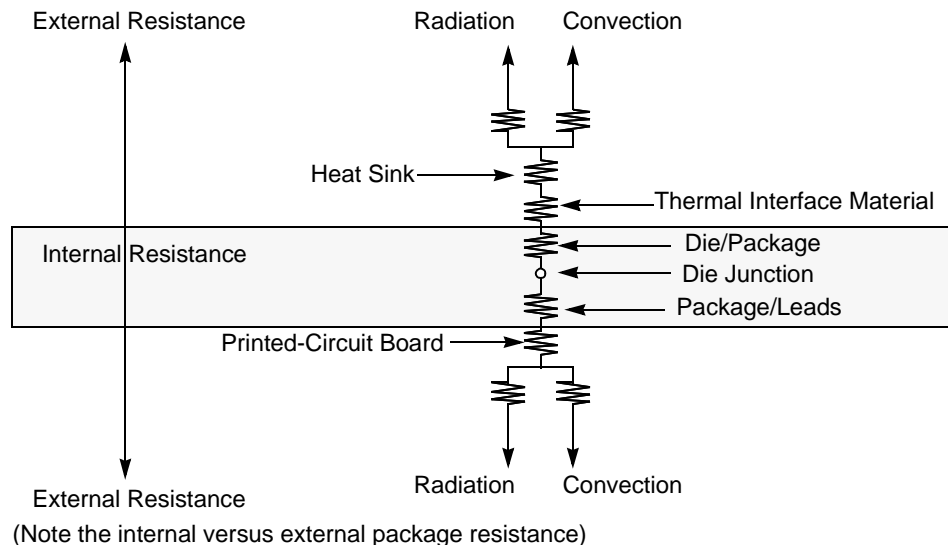 External Resistance
Radiation
Convection
Heat Sink
Thermal Interface Material
Internal Resistance
Die/Package
Die Junction
Package/Leads
Printed-Circuit Board
Radiation
Convection
External Resistance
(Note the internal versus external package resistance)